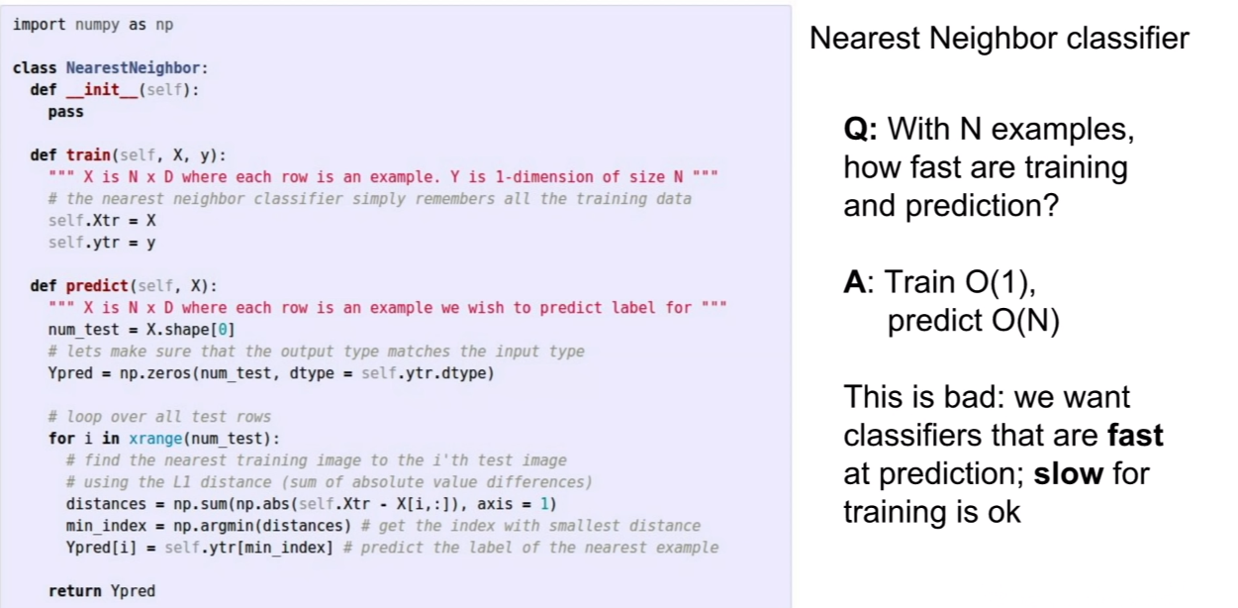 import numpy as np
class NearestNeighbor:
def __init__(self):
pass
def train(self, X, y):
""" X is N x D where each row is an example. Y is 1-dimension of size N """
# the nearest neighbor classifier simply remembers all the training data
self.Xtr = X
self.ytr = y
def predict(self, X):
""" X is N x D where each row is an example we wish to predict label for """
num_test = X.shape[0]
# lets make sure that the output type matches the input type
Ypred = np.zeros(num_test, dtype = self.ytr.dtype)
# loop over all test rows
for i in xrange(num_test):
# find the nearest training image to the i'th test image
# using the L1 distance (sum of absolute value differences)
distances = np.sum(np.abs(self.Xtr - X[i,:]), axis = 1)
min_index = np.argmin(distances) # get the index with smallest distance
Ypred[i] = self.ytr[min_index] # predict the label of the nearest example
return Ypred
Nearest Neighbor classifier
Q: With N examples,
how fast are training
and prediction?
A: Train O(1),
predict O(N)
This is bad: we want
classifiers that are fast
at prediction; slow for
training is ok